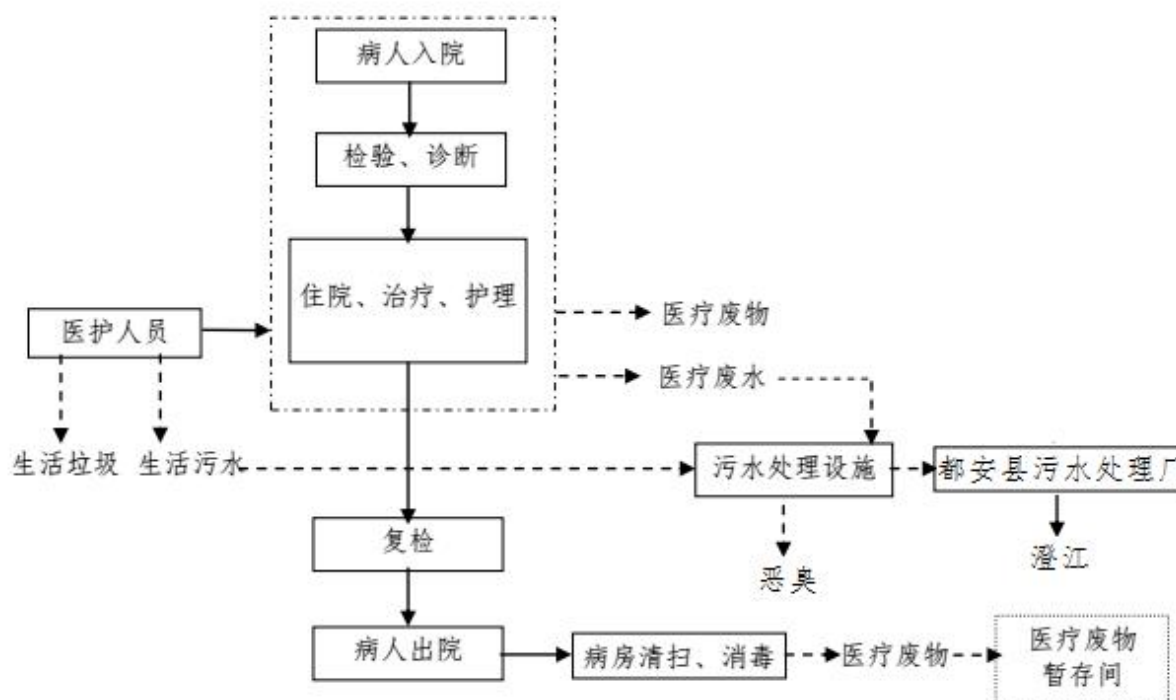 病人入院
检验、诊断
住院、治疗、护理
医护人员
医疗废物
医疗废水
生活垃圾
生活污水
污水处理设施
都安县污水处理厂
复检
恶臭
澄江
病人出院
病房清扫、消毒
医疗废物
医疗废物
暂存间